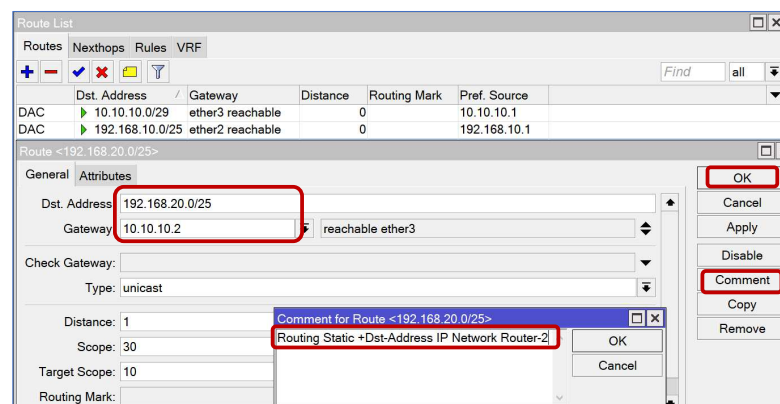 Route List
Routes Nexthops Rules VRF
Find all
Dst. Address / Gateway Distance Routing Mark Pref. Source
DAC 10.10.10.0/29 ether3 reachable 0 10.10.10.1
DAC 192.168.10.0/25 ether2 reachable 0 192.168.10.1
Route <192.168.20.0/25>
General Attributes
OK
Dst. Address: 192.168.20.0/25
Cancel
Gateway: 10.10.10.2 reachable ether3
Apply
Check Gateway:
Disable
Type: unicast
Comment
Copy
Distance: 1
Comment for Route <192.168.20.0/25>
Remove
Scope: 30
Routing Static +Dst-Address IP Network Router-2
OK
Target Scope: 10
Cancel
Routing Mark: